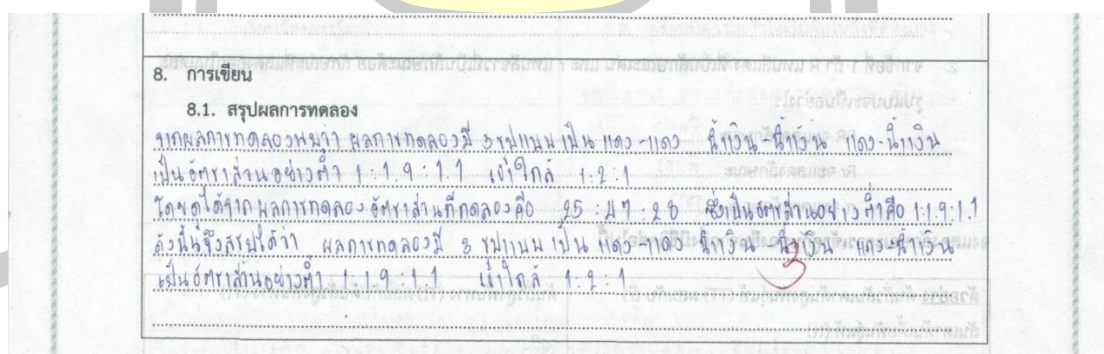 8. การเขียน
8.1. สรุปผลการทดลอง
จากผลการทดลองพบว่า ผลการทดลองมี 3 รูปแบบ เป็น แดง-แดง น้ำเงิน-น้ำเงิน แดง-น้ำเงิน
เป็นอัตราส่วนอย่างต่ำ 1:1.9:1.1 เข้าใกล้ 1:2:1
โดยดูได้จาก ผลการทดลอง อัตราส่วนที่ทดลองคือ 25:47:28 ซึ่งเป็นอัตราส่วนอย่างต่ำคือ 1:1.9:1.1
ดังนั้นจึงสรุปได้ว่า ผลการทดลองมี 3 รูปแบบ เป็น แดง-แดง น้ำเงิน-น้ำเงิน แดง-น้ำเงิน
เป็นอัตราส่วนอย่างต่ำ 1:1.9:1.1 เข้าใกล้ 1:2:1
3